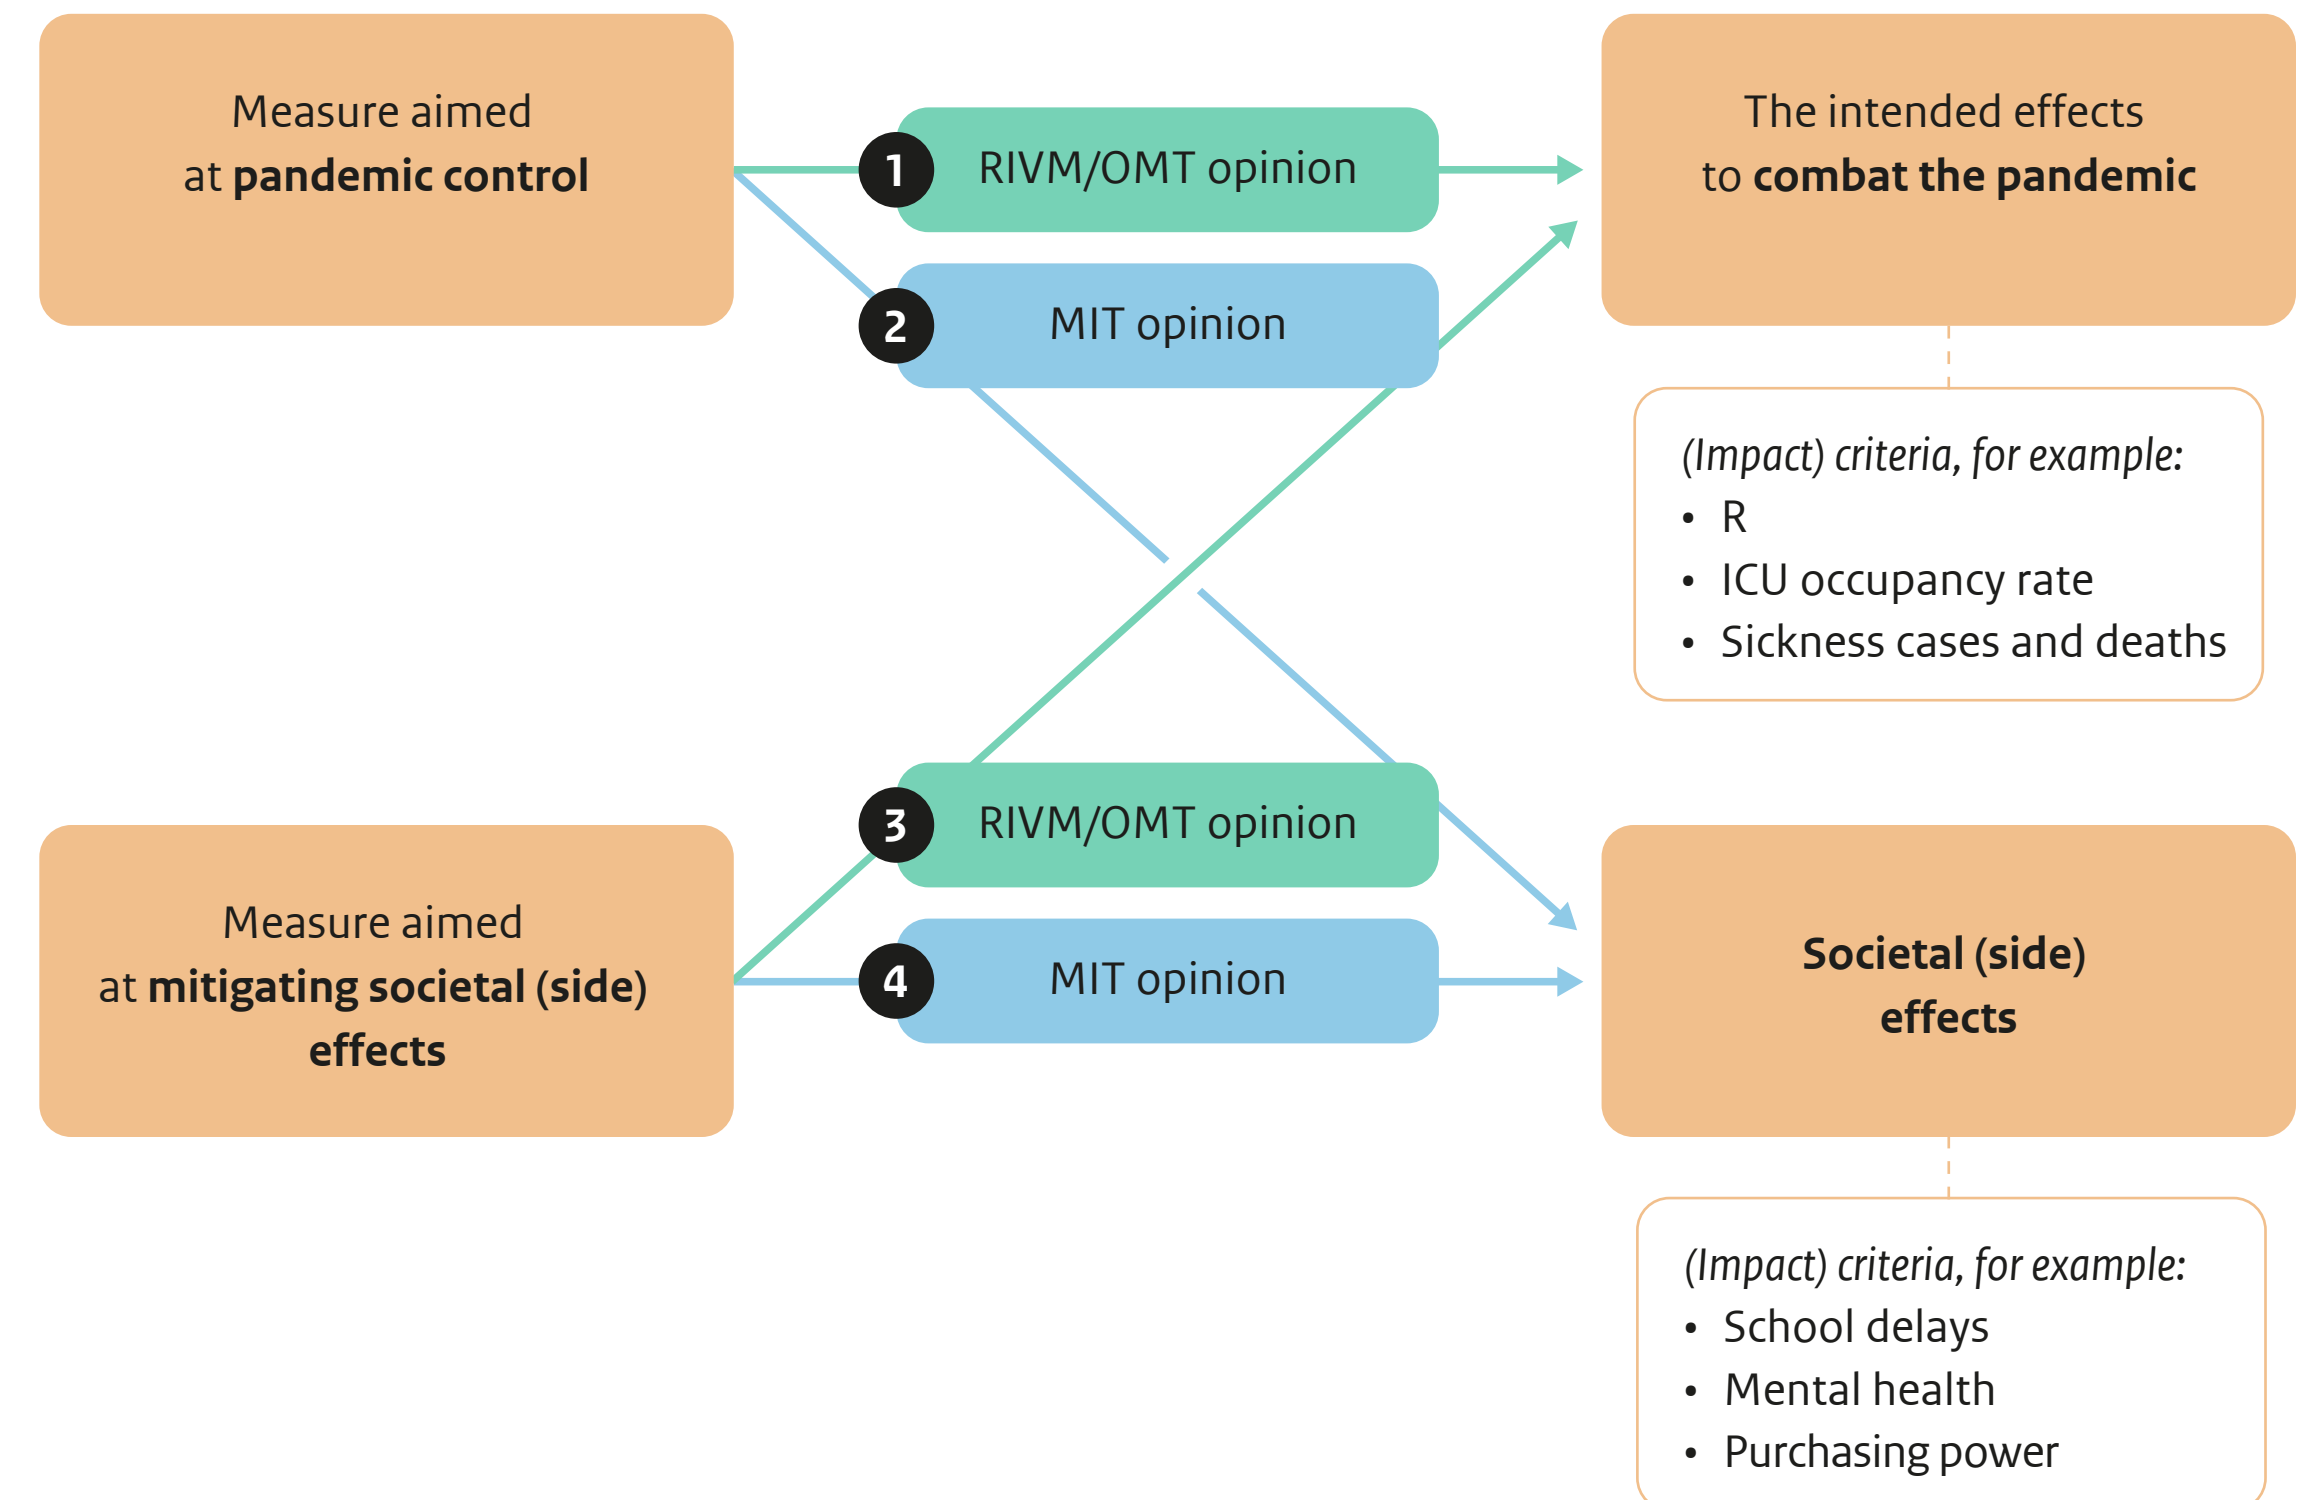 Measure aimed
at pandemic control
1
RIVM/OMT opinion
2
MIT opinion
The intended effects
to combat the pandemic
(Impact) criteria, for example:
• R
• ICU occupancy rate
• Sickness cases and deaths
Measure aimed
at mitigating societal (side)
effects
3
RIVM/OMT opinion
4
MIT opinion
Societal (side)
effects
(Impact) criteria, for example:
• School delays
• Mental health
• Purchasing power